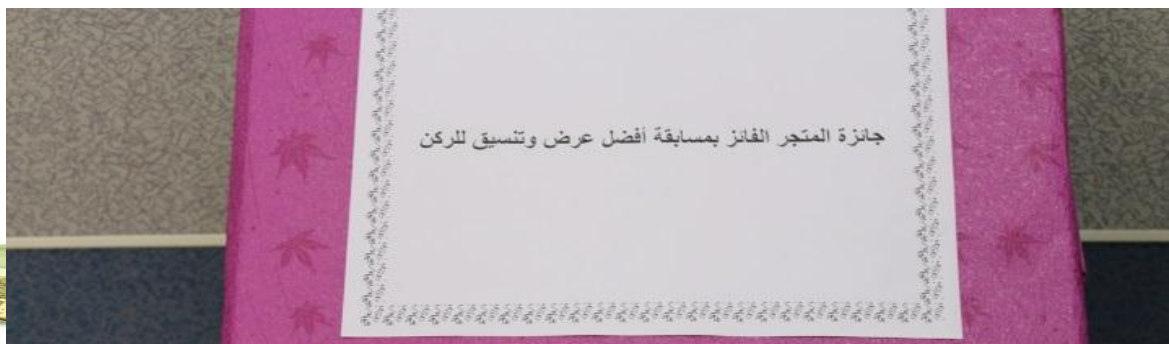 جائزة المتجر الفائز بمسابقة أفضل عرض وتنسيق للركن